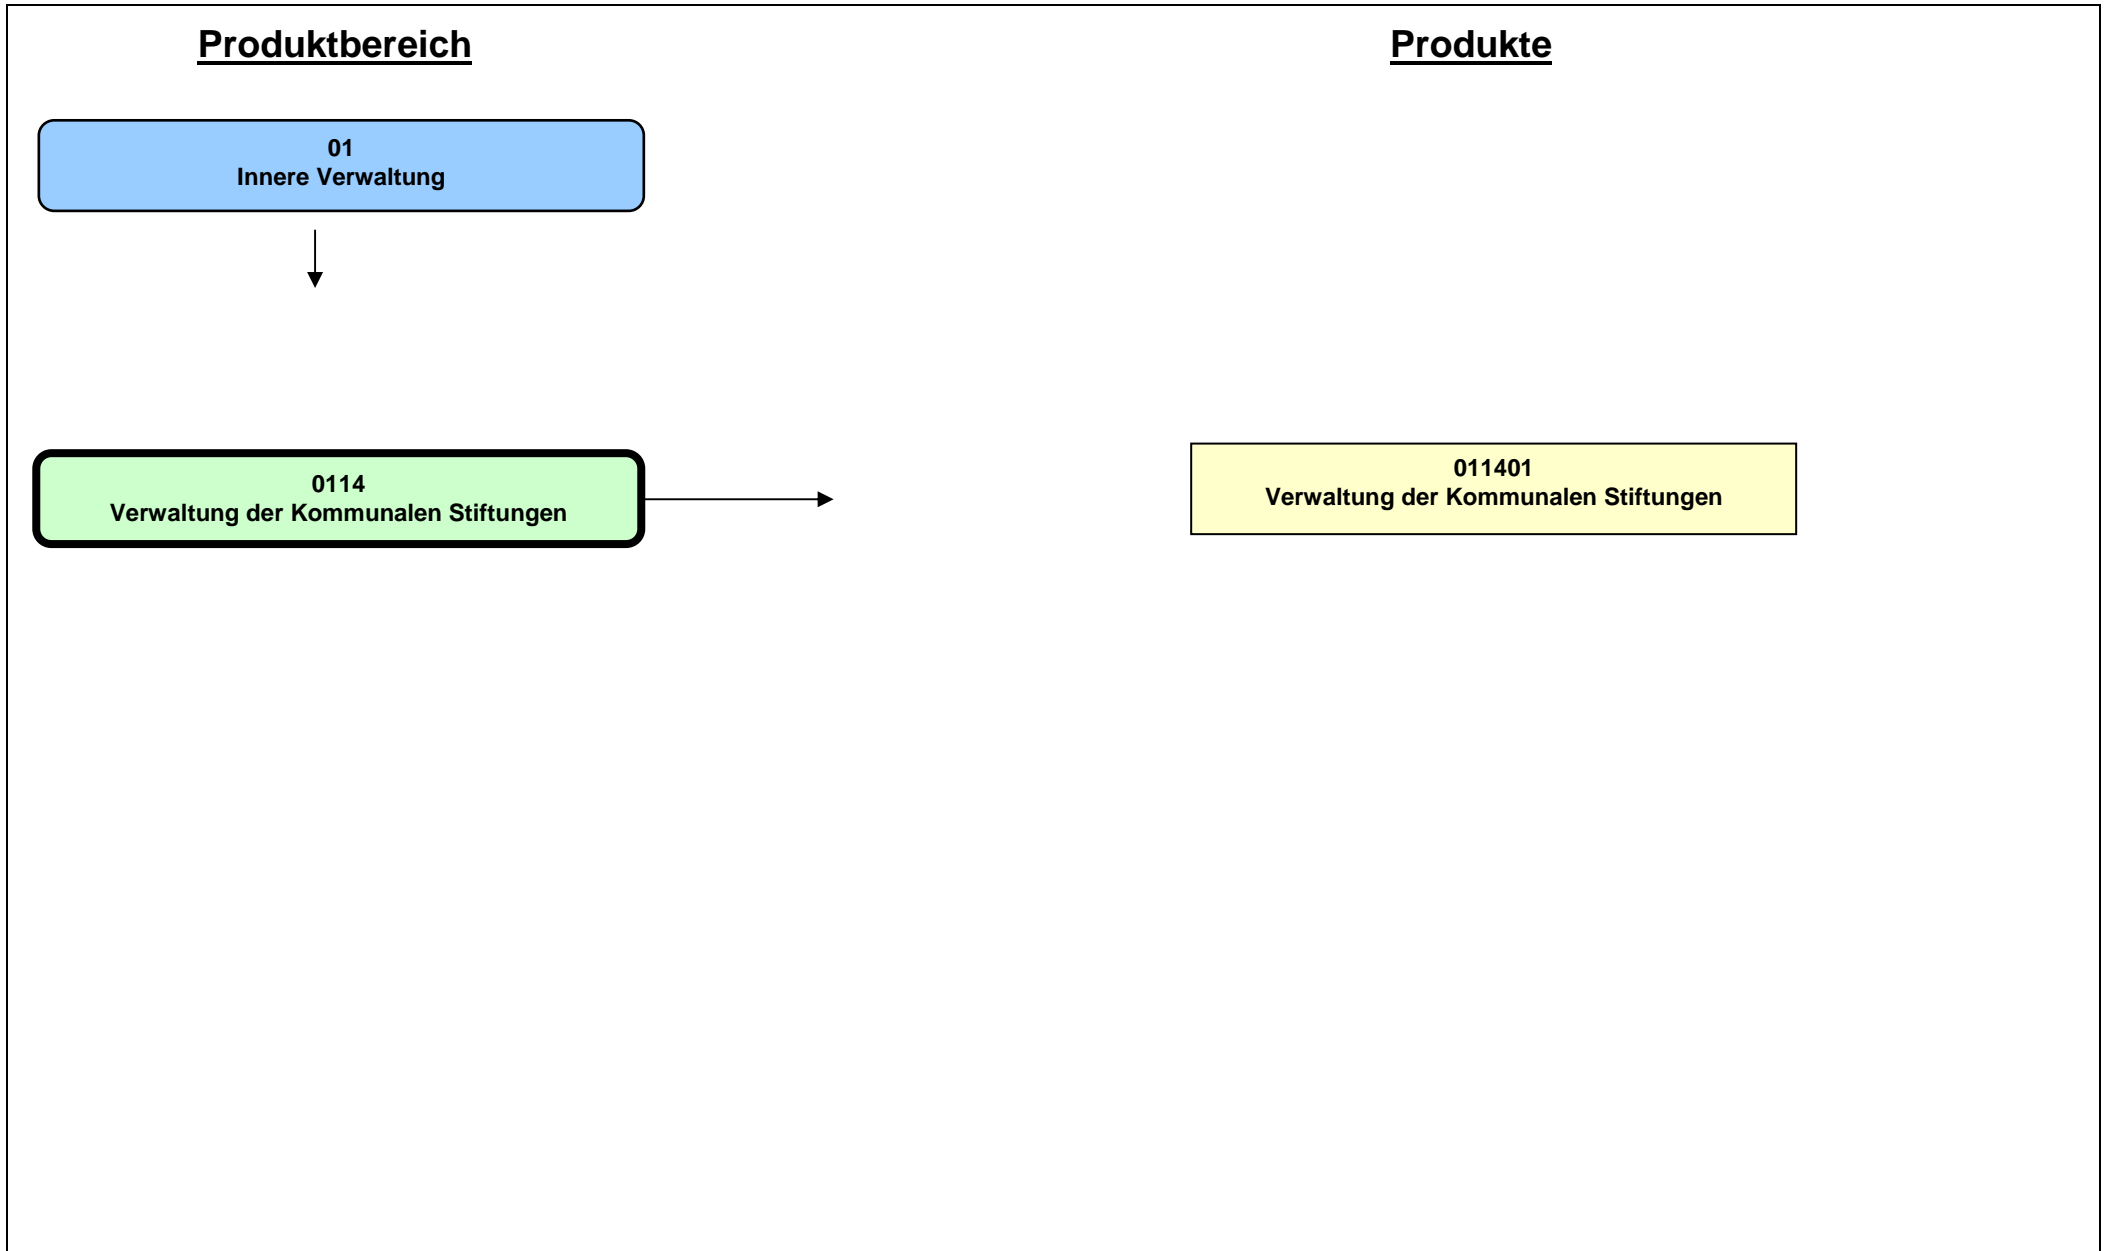 Produktbereich
Produkte
01
Innere Verwaltung
0114
Verwaltung der Kommunalen Stiftungen
011401
Verwaltung der Kommunalen Stiftungen